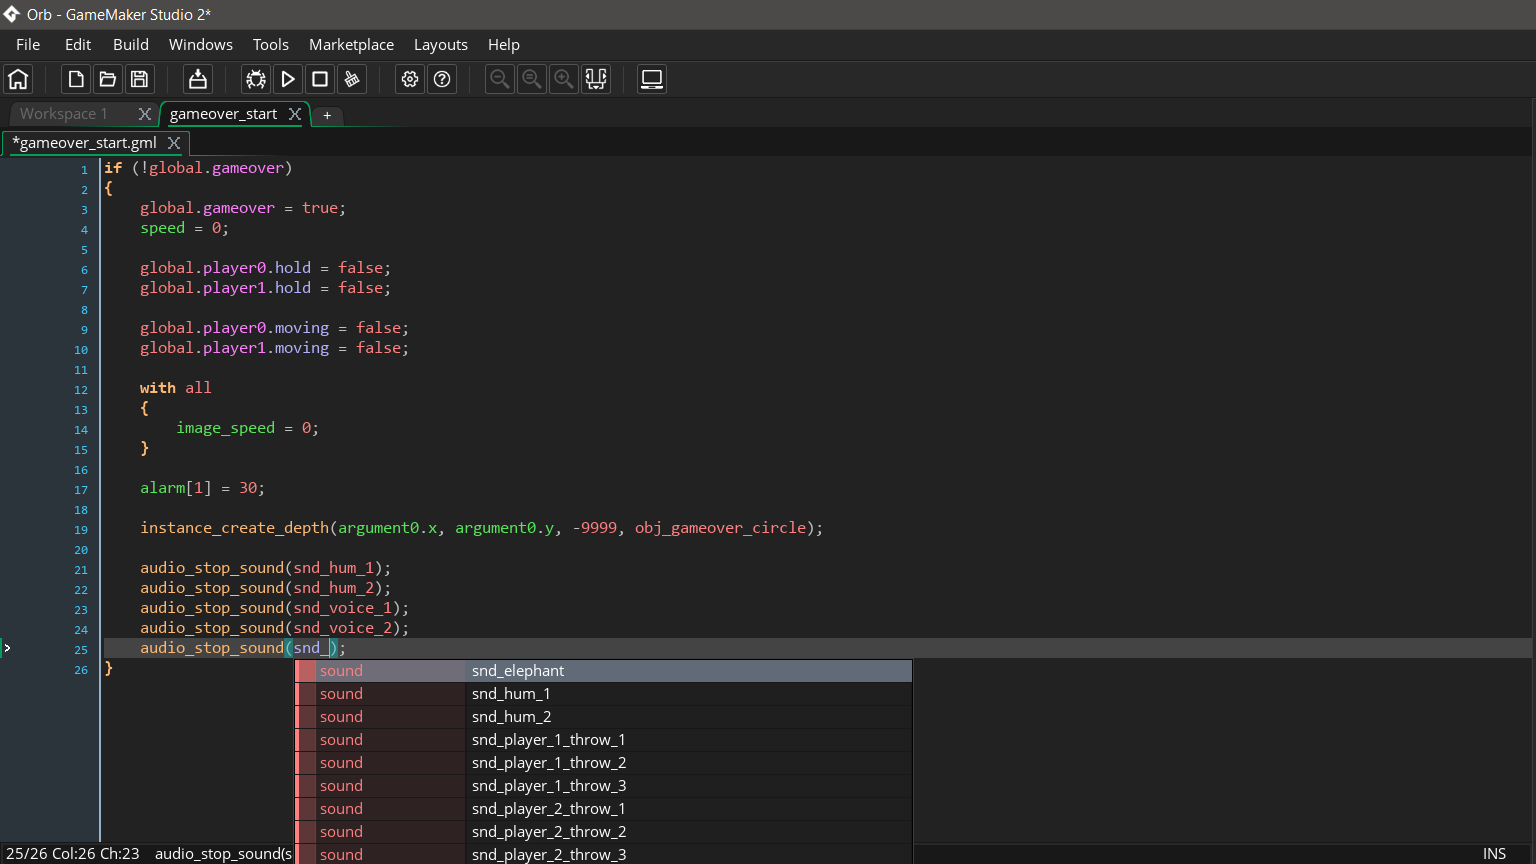 Orb - GameMaker Studio 2*
File Edit Build Windows Tools Marketplace Layouts Help
Workspace 1 X gameover_start X +
*gameover_start.gml X
1 if (!global.gameover)
2 {
3 global.gameover = true;
4 speed = 0;
5
6 global.player0.hold = false;
7 global.player1.hold = false;
8
9 global.player0.moving = false;
10 global.player1.moving = false;
11
12 with all
13 {
14 image_speed = 0;
15 }
16
17 alarm[1] = 30;
18
19 instance_create_depth(argument0.x, argument0.y, -9999, obj_gameover_circle);
20
21 audio_stop_sound(snd_hum_1);
22 audio_stop_sound(snd_hum_2);
23 audio_stop_sound(snd_voice_1);
24 audio_stop_sound(snd_voice_2);
25 audio_stop_sound(snd_);
26 }
sound snd_elephant
sound snd_hum_1
sound snd_hum_2
sound snd_player_1_throw_1
sound snd_player_1_throw_2
sound snd_player_1_throw_3
sound snd_player_2_throw_1
sound snd_player_2_throw_2
sound snd_player_2_throw_3
25/26 Col:26 Ch:23 audio_stop_sound(s INS